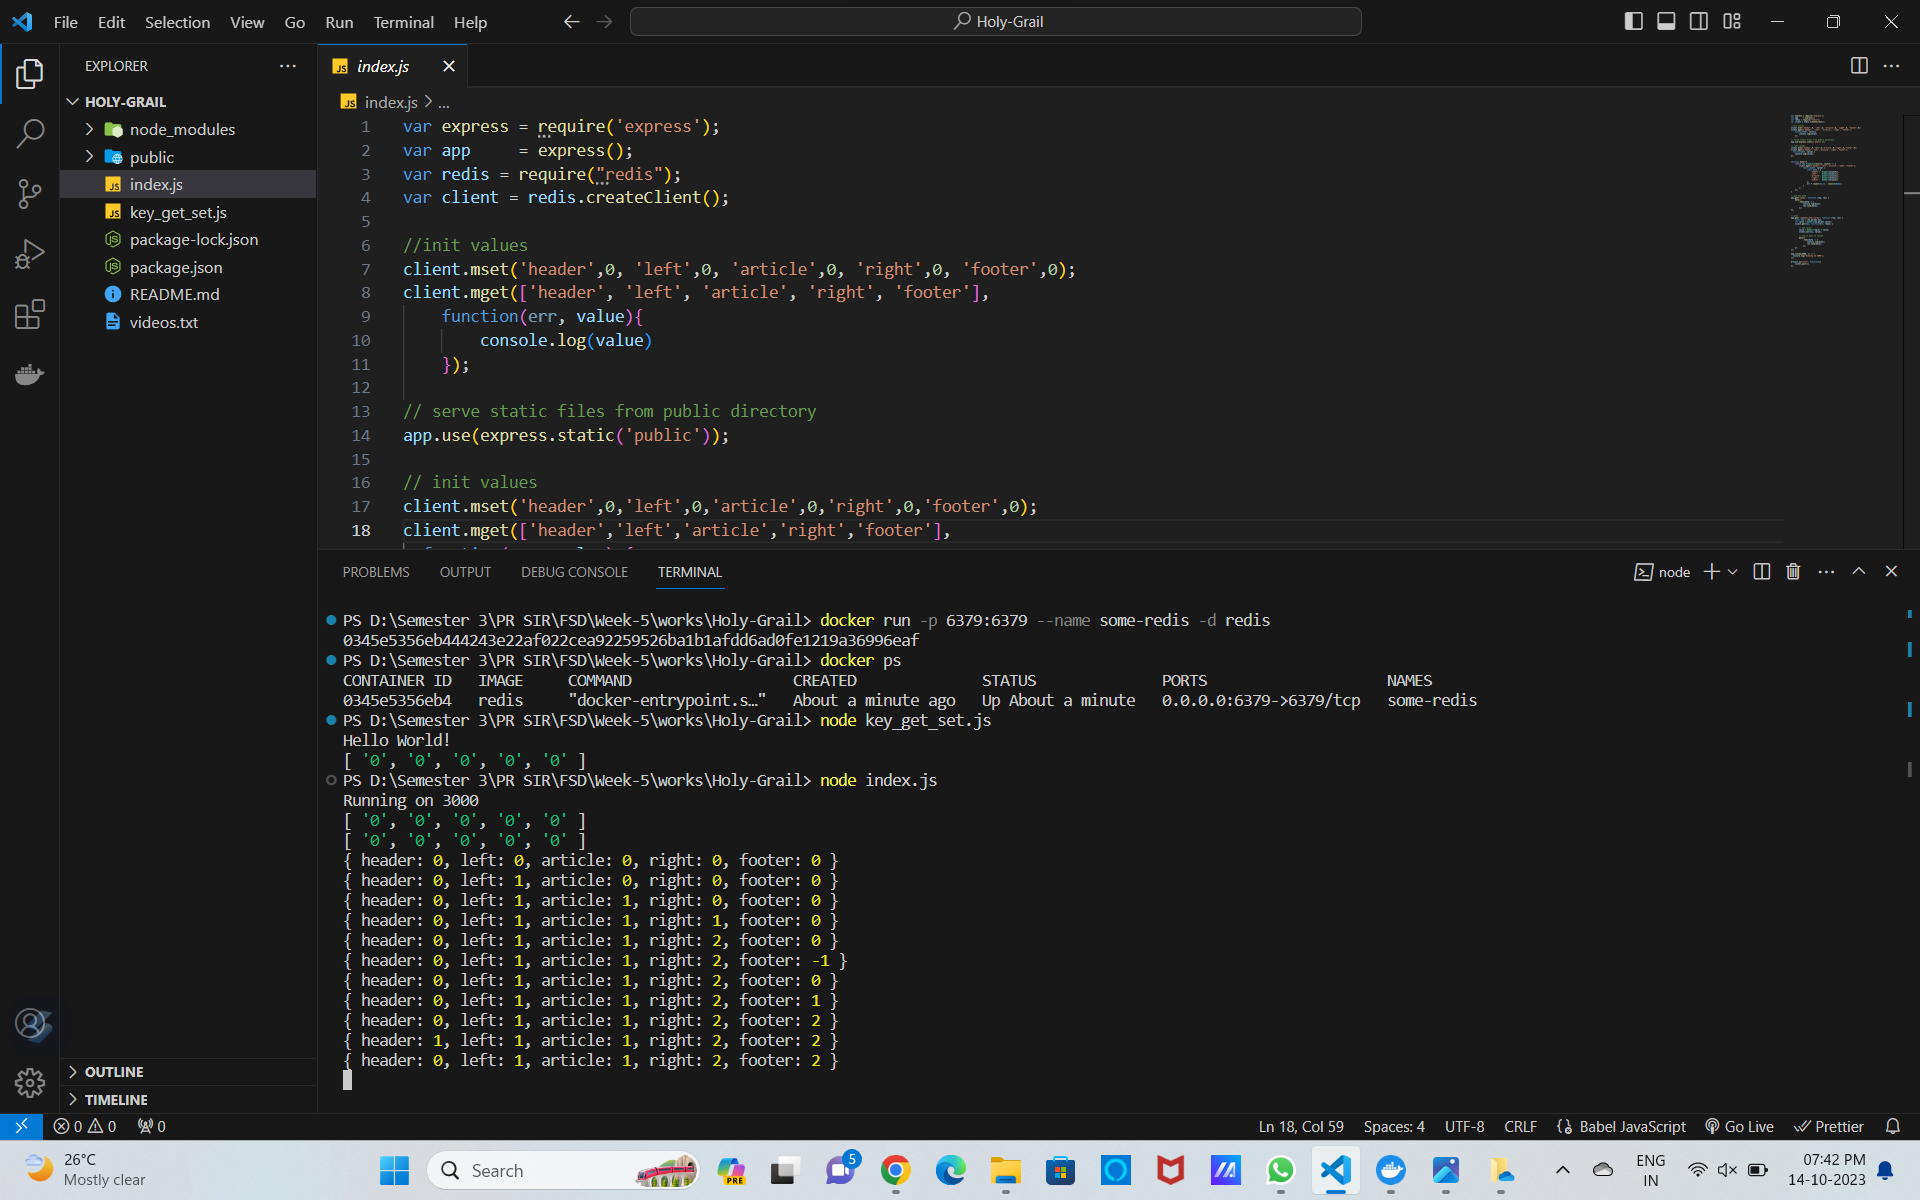 File Edit Selection View Go Run Terminal Help
Holy-Grail
EXPLORER
HOLY-GRAIL
node_modules
public
index.js
key_get_set.js
package-lock.json
package.json
README.md
videos.txt
OUTLINE
TIMELINE
index.js
index.js > ...
1 var express = require('express');
2 var app     = express();
3 var redis = require("redis");
4 var client = redis.createClient();
5
6 //init values
7 client.mset('header',0, 'left',0, 'article',0, 'right',0, 'footer',0);
8 client.mget(['header', 'left', 'article', 'right', 'footer'],
9     function(err, value){
10         console.log(value)
11     });
12
13 // serve static files from public directory
14 app.use(express.static('public'));
15
16 // init values
17 client.mset('header',0,'left',0,'article',0,'right',0,'footer',0);
18 client.mget(['header','left','article','right','footer'],
PROBLEMS OUTPUT DEBUG CONSOLE TERMINAL
node
PS D:\Semester 3\PR SIR\FSD\Week-5\works\Holy-Grail> docker run -p 6379:6379 --name some-redis -d redis
0345e5356eb444243e22af022cea92259526ba1b1afdd6ad0fe1219a36996eaf
PS D:\Semester 3\PR SIR\FSD\Week-5\works\Holy-Grail> docker ps
CONTAINER ID   IMAGE     COMMAND                  CREATED              STATUS              PORTS                    NAMES
0345e5356eb4   redis     "docker-entrypoint.s…"   About a minute ago   Up About a minute   0.0.0.0:6379->6379/tcp   some-redis
PS D:\Semester 3\PR SIR\FSD\Week-5\works\Holy-Grail> node key_get_set.js
Hello World!
[ '0', '0', '0', '0', '0' ]
PS D:\Semester 3\PR SIR\FSD\Week-5\works\Holy-Grail> node index.js
Running on 3000
[ '0', '0', '0', '0', '0' ]
[ '0', '0', '0', '0', '0' ]
{ header: 0, left: 0, article: 0, right: 0, footer: 0 }
{ header: 0, left: 1, article: 0, right: 0, footer: 0 }
{ header: 0, left: 1, article: 1, right: 0, footer: 0 }
{ header: 0, left: 1, article: 1, right: 1, footer: 0 }
{ header: 0, left: 1, article: 1, right: 2, footer: 0 }
{ header: 0, left: 1, article: 1, right: 2, footer: -1 }
{ header: 0, left: 1, article: 1, right: 2, footer: 0 }
{ header: 0, left: 1, article: 1, right: 2, footer: 1 }
{ header: 0, left: 1, article: 1, right: 2, footer: 2 }
{ header: 1, left: 1, article: 1, right: 2, footer: 2 }
{ header: 0, left: 1, article: 1, right: 2, footer: 2 }
0 0 0 Ln 18, Col 59 Spaces: 4 UTF-8 CRLF Babel JavaScript Go Live Prettier
26°C
Mostly clear
Search
PRE
5
ENG
IN
07:42 PM
14-10-2023